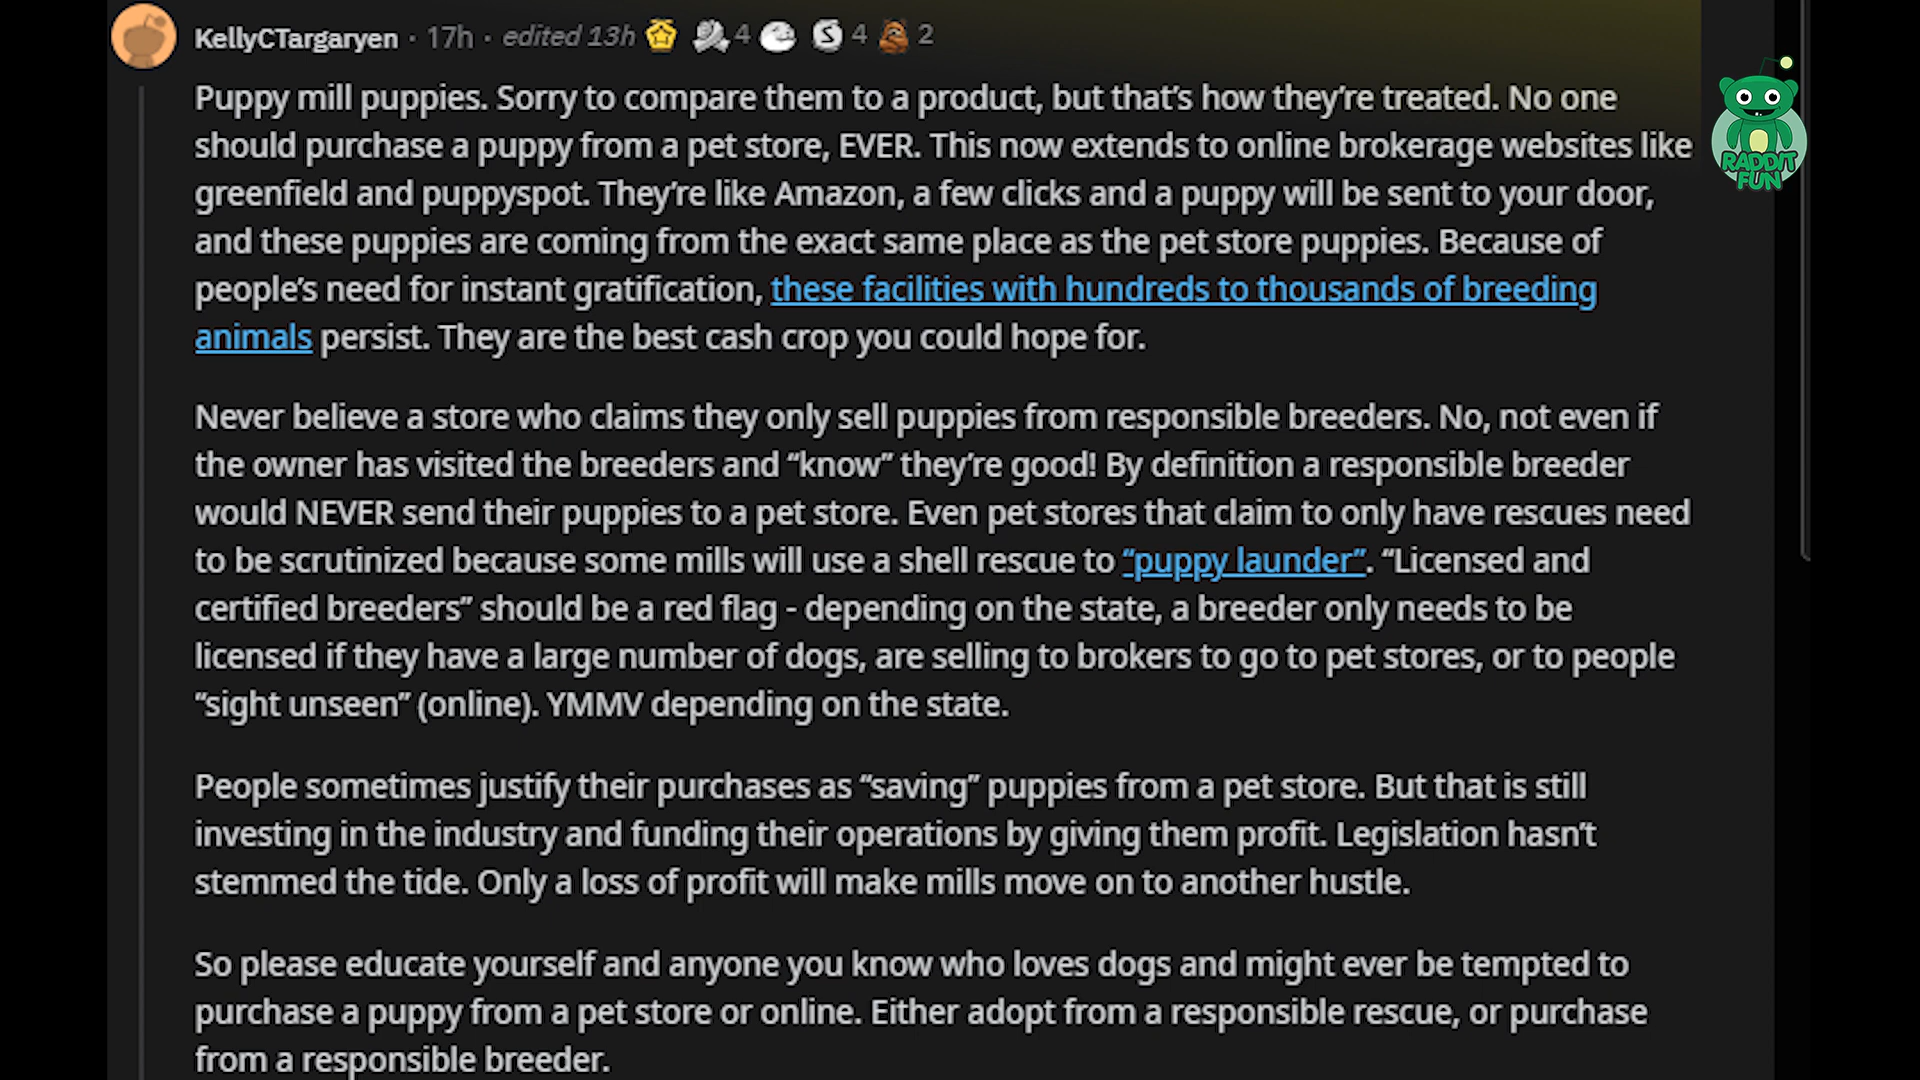 KellyCTargaryen · 17h · edited 13h 4 4 2
Puppy mill puppies. Sorry to compare them to a product, but that’s how they’re treated. No one
should purchase a puppy from a pet store, EVER. This now extends to online brokerage websites like
greenfield and puppyspot. They’re like Amazon, a few clicks and a puppy will be sent to your door,
and these puppies are coming from the exact same place as the pet store puppies. Because of
people’s need for instant gratification, these facilities with hundreds to thousands of breeding
animals persist. They are the best cash crop you could hope for.
Never believe a store who claims they only sell puppies from responsible breeders. No, not even if
the owner has visited the breeders and “know” they’re good! By definition a responsible breeder
would NEVER send their puppies to a pet store. Even pet stores that claim to only have rescues need
to be scrutinized because some mills will use a shell rescue to “puppy launder”. “Licensed and
certified breeders” should be a red flag - depending on the state, a breeder only needs to be
licensed if they have a large number of dogs, are selling to brokers to go to pet stores, or to people
“sight unseen” (online). YMMV depending on the state.
People sometimes justify their purchases as “saving” puppies from a pet store. But that is still
investing in the industry and funding their operations by giving them profit. Legislation hasn’t
stemmed the tide. Only a loss of profit will make mills move on to another hustle.
So please educate yourself and anyone you know who loves dogs and might ever be tempted to
purchase a puppy from a pet store or online. Either adopt from a responsible rescue, or purchase
from a responsible breeder.
RADDIT
FUN